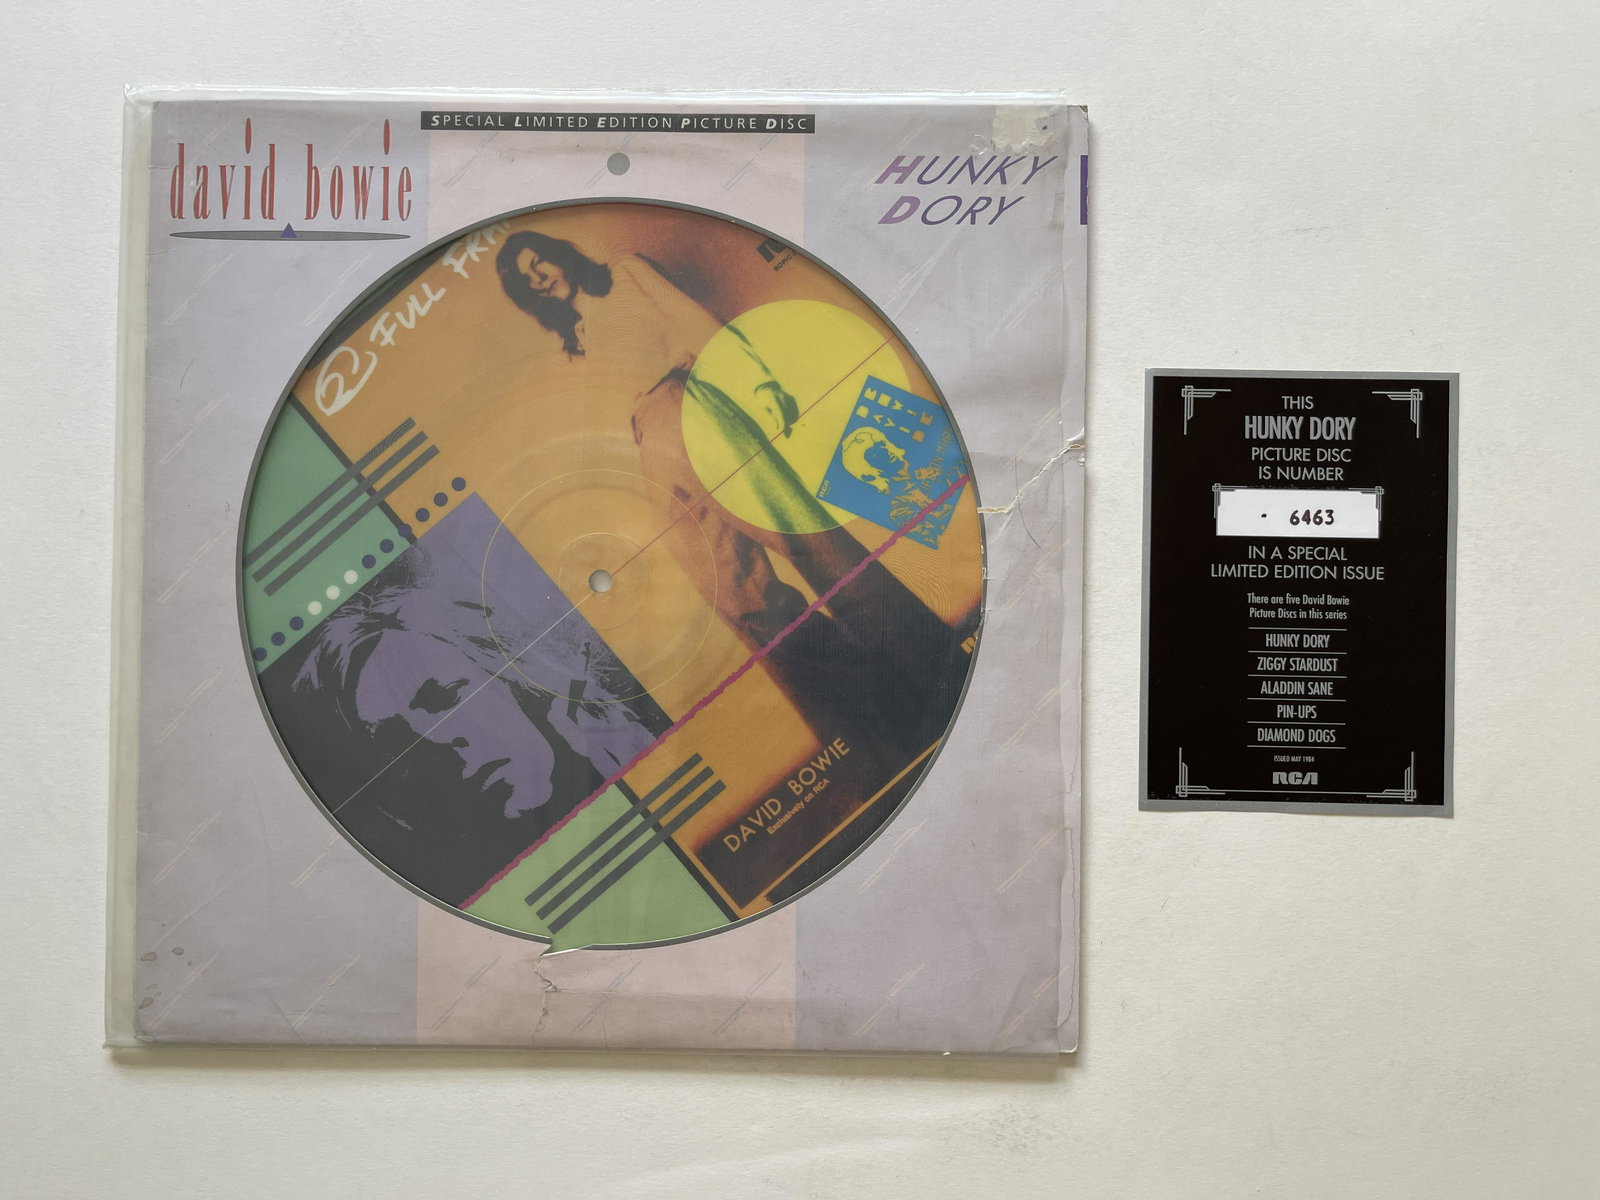 SPECIAL LIMITED EDITION PICTURE DISC
david bowie
HUNKY
DORY
FULL
RCA
DAVID BOWIE
Exclusively on RCA
THIS
HUNKY DORY
PICTURE DISC
IS NUMBER
· 6463
IN A SPECIAL
LIMITED EDITION ISSUE
There are five David Bowie
Picture Discs in this series
HUNKY DORY
ZIGGY STARDUST
ALADDIN SANE
PIN-UPS
DIAMOND DOGS
ISSUED MAY 1984
RCA